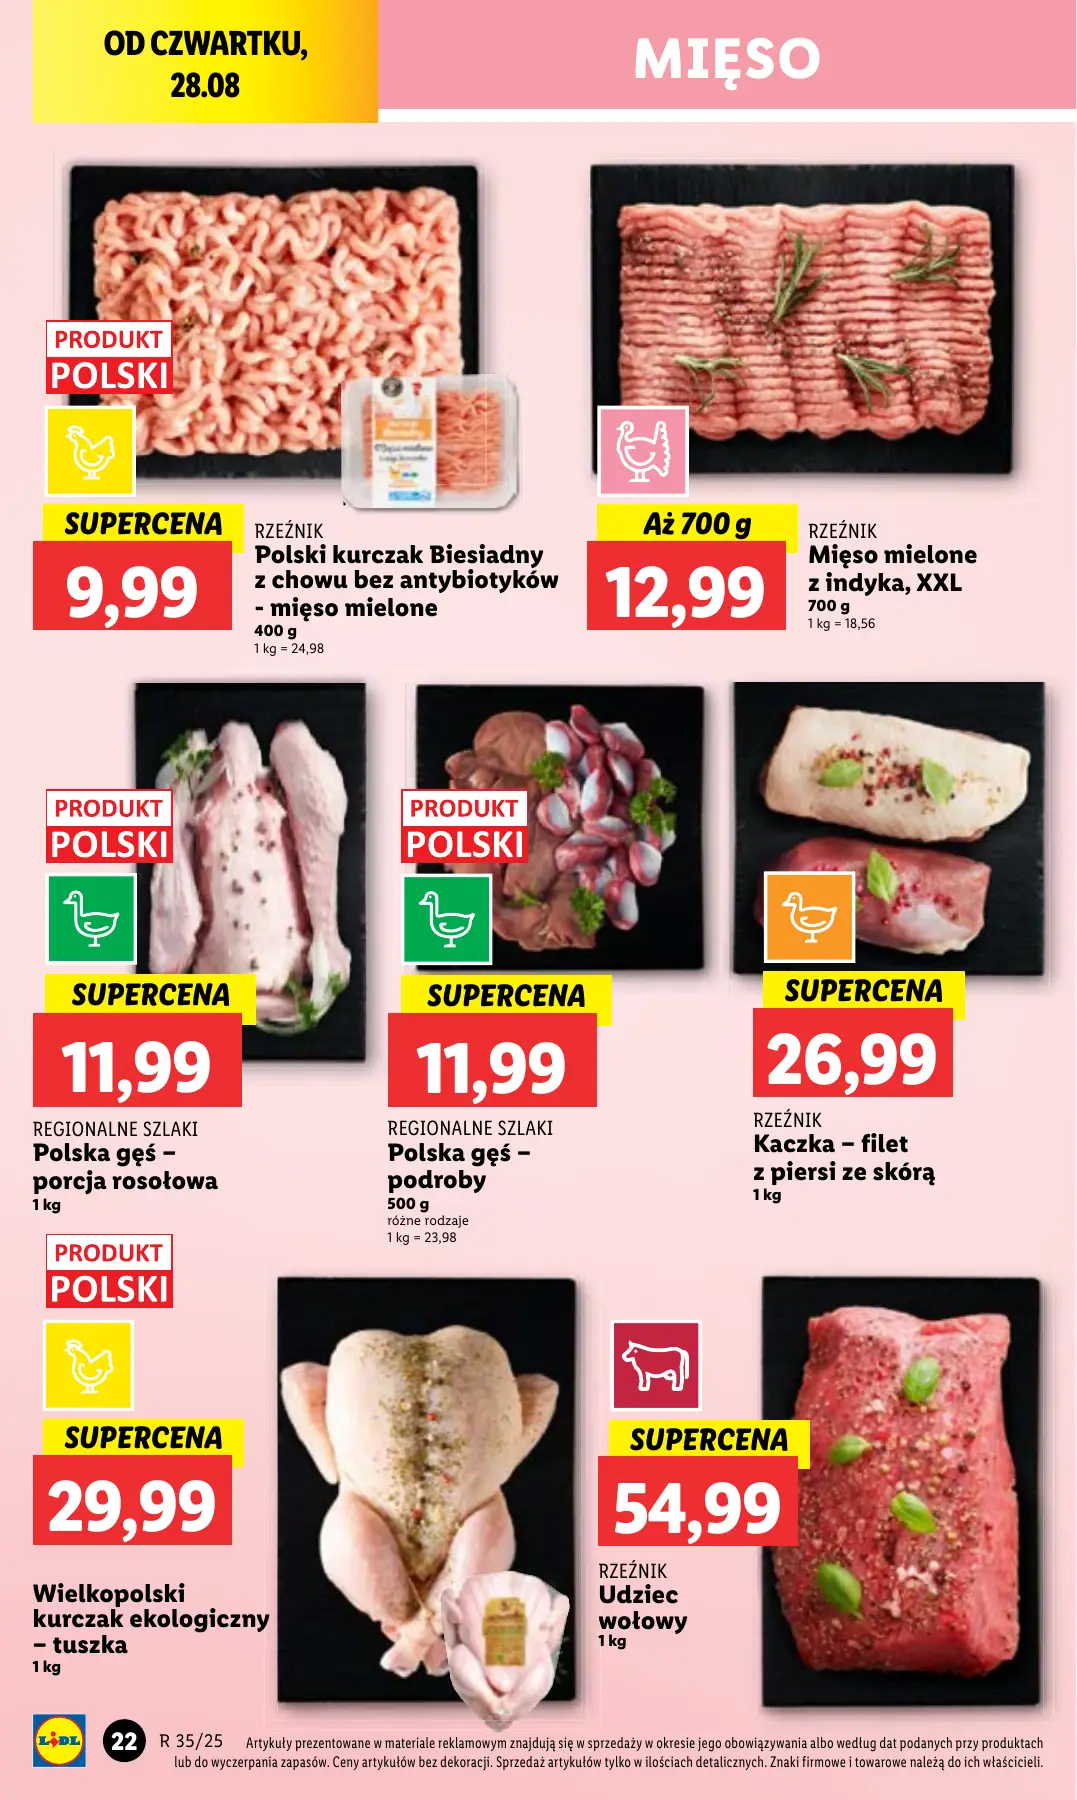 OD CZWARTKU,
28.08
MIĘSO
PRODUKT
POLSKI
SUPERCENA
9,99
RZEŹNIK
Polski kurczak Biesiadny
z chowu bez antybiotyków
- mięso mielone
400 g
1 kg = 24,98
Aż 700 g
12,99
RZEŹNIK
Mięso mielone
z indyka, XXL
700 g
1 kg = 18,56
PRODUKT
POLSKI
SUPERCENA
11,99
REGIONALNE SZLAKI
Polska gęś –
porcja rosołowa
1 kg
PRODUKT
POLSKI
SUPERCENA
11,99
REGIONALNE SZLAKI
Polska gęś –
podroby
500 g
różne rodzaje
1 kg = 23,98
SUPERCENA
26,99
RZEŹNIK
Kaczka – filet
z piersi ze skórą
1 kg
PRODUKT
POLSKI
SUPERCENA
29,99
Wielkopolski
kurczak ekologiczny
– tuszka
1 kg
SUPERCENA
54,99
RZEŹNIK
Udziec
wołowy
1 kg
LIDL
22
R 35/25
Artykuły prezentowane w materiale reklamowym znajdują się w sprzedaży w okresie jego obowiązywania albo według dat podanych przy produktach
lub do wyczerpania zapasów. Ceny artykułów bez dekoracji. Sprzedaż artykułów tylko w ilościach detalicznych. Znaki firmowe i towarowe należą do ich właścicieli.